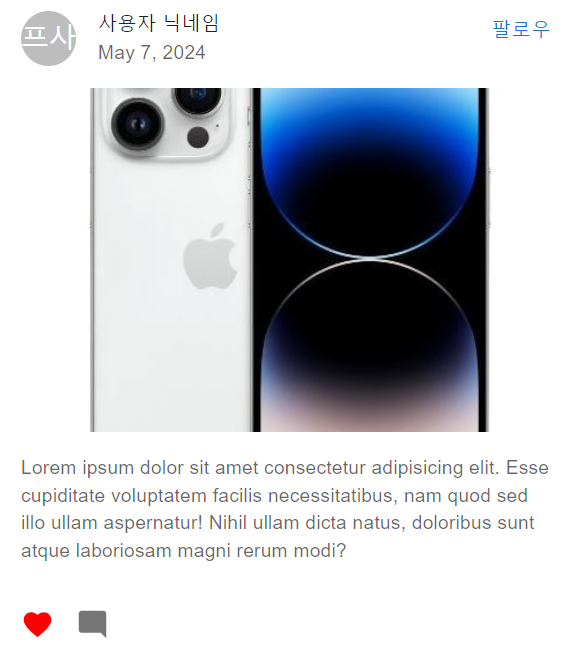 프사
사용자 닉네임
팔로우
May 7, 2024
Lorem ipsum dolor sit amet consectetur adipisicing elit. Esse
cupiditate voluptatem facilis necessitatibus, nam quod sed
illo ullam aspernatur! Nihil ullam dicta natus, doloribus sunt
atque laboriosam magni rerum modi?